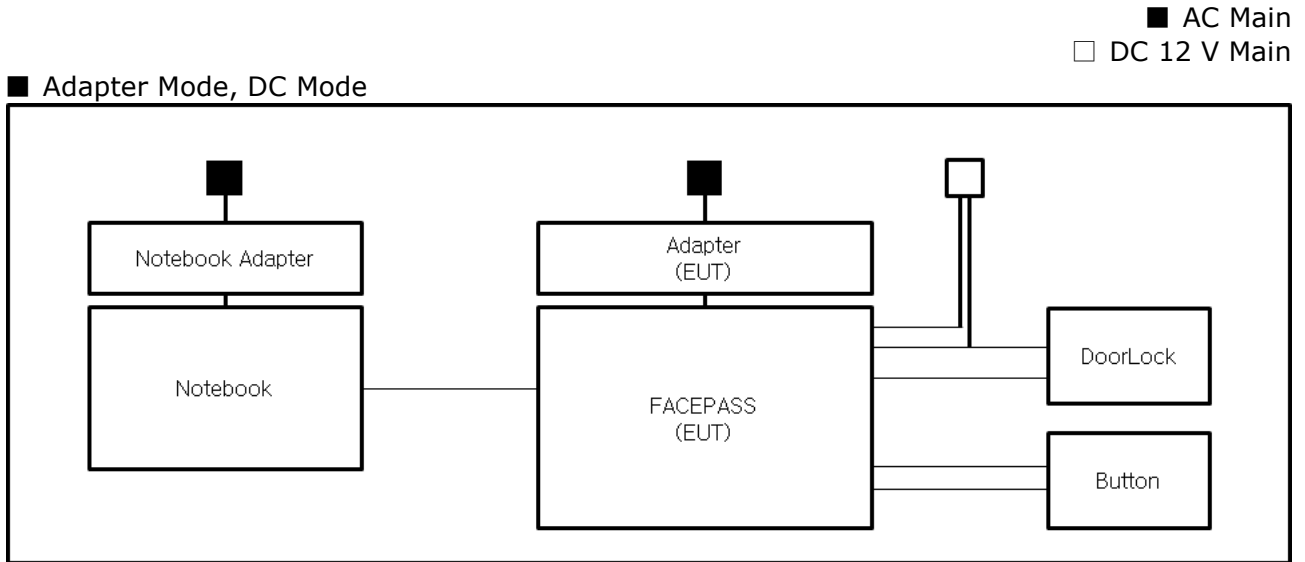 ■ AC Main
□ DC 12 V Main
■ Adapter Mode, DC Mode
Notebook Adapter
Adapter
(EUT)
Notebook
FACEPASS
(EUT)
DoorLock
Button